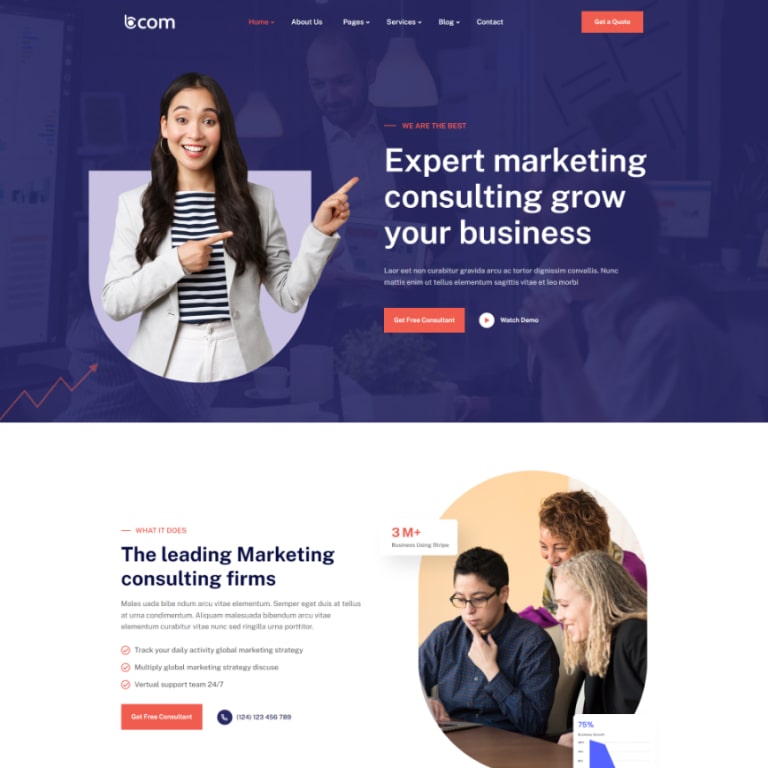 bcom
Home
About Us
Pages
Services
Blog
Contact
Get a Quote
WE ARE THE BEST
Expert marketing
consulting grow
your business
Laor eet non curabitur gravida arcu ac tortor dignissim convallis. Nunc
mattis enim ut tellus elementum sagittis vitae et leo morbi
Get Free Consultant
Watch Demo
WHAT IT DOES
The leading Marketing
consulting firms
Males uada bibe ndum arcu vitae elementum. Semper eget duis at tellus
at urna condimentum. Aliquam malesuada bibendum arcu vitae
elementum curabitur vitae nunc sed ringilla urna porttitor.
Track your daily activity global marketing strategy
Multiply global marketing strategy discuse
Vertual support team 24/7
Get Free Consultant
(124) 123 456 789
3 M+
Business Using Stripe
75%
Business Growth